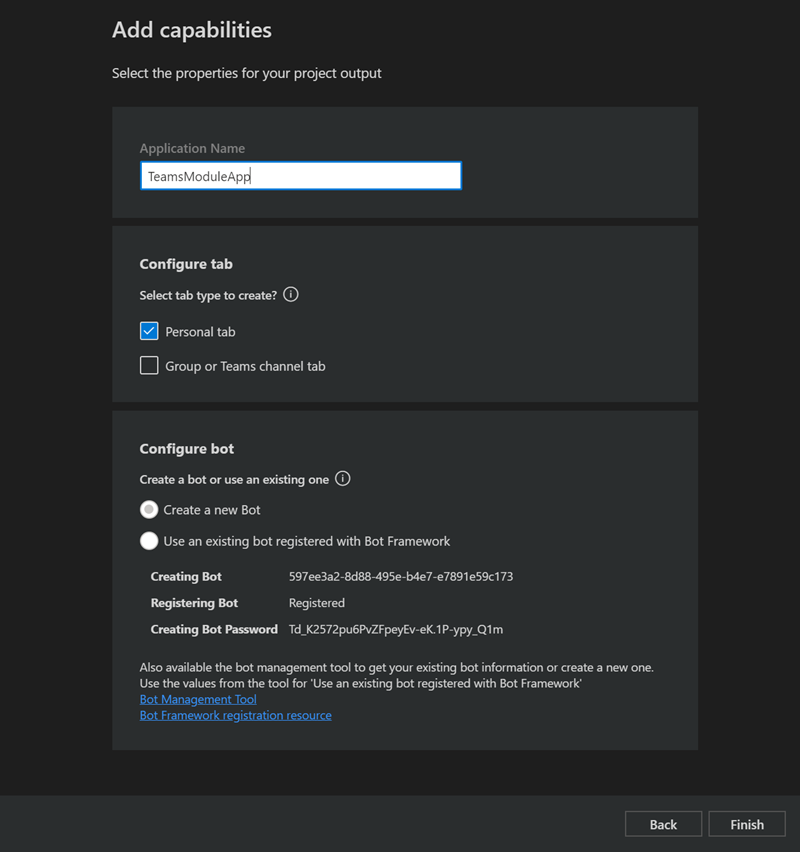 Add capabilities
Select the properties for your project output
Application Name
TeamsModuleApp
Configure tab
Select tab type to create?
Personal tab
Group or Teams channel tab
Configure bot
Create a bot or use an existing one
Create a new Bot
Use an existing bot registered with Bot Framework
Creating Bot 597ee3a2-8d88-495e-b4e7-e7891e59c173
Registering Bot Registered
Creating Bot Password Td_K2572pu6PvZFpeyEv-eK.1P-ypy_Q1m
Also available the bot management tool to get your existing bot information or create a new one.
Use the values from the tool for 'Use an existing bot registered with Bot Framework'
Bot Management Tool
Bot Framework registration resource
Back Finish